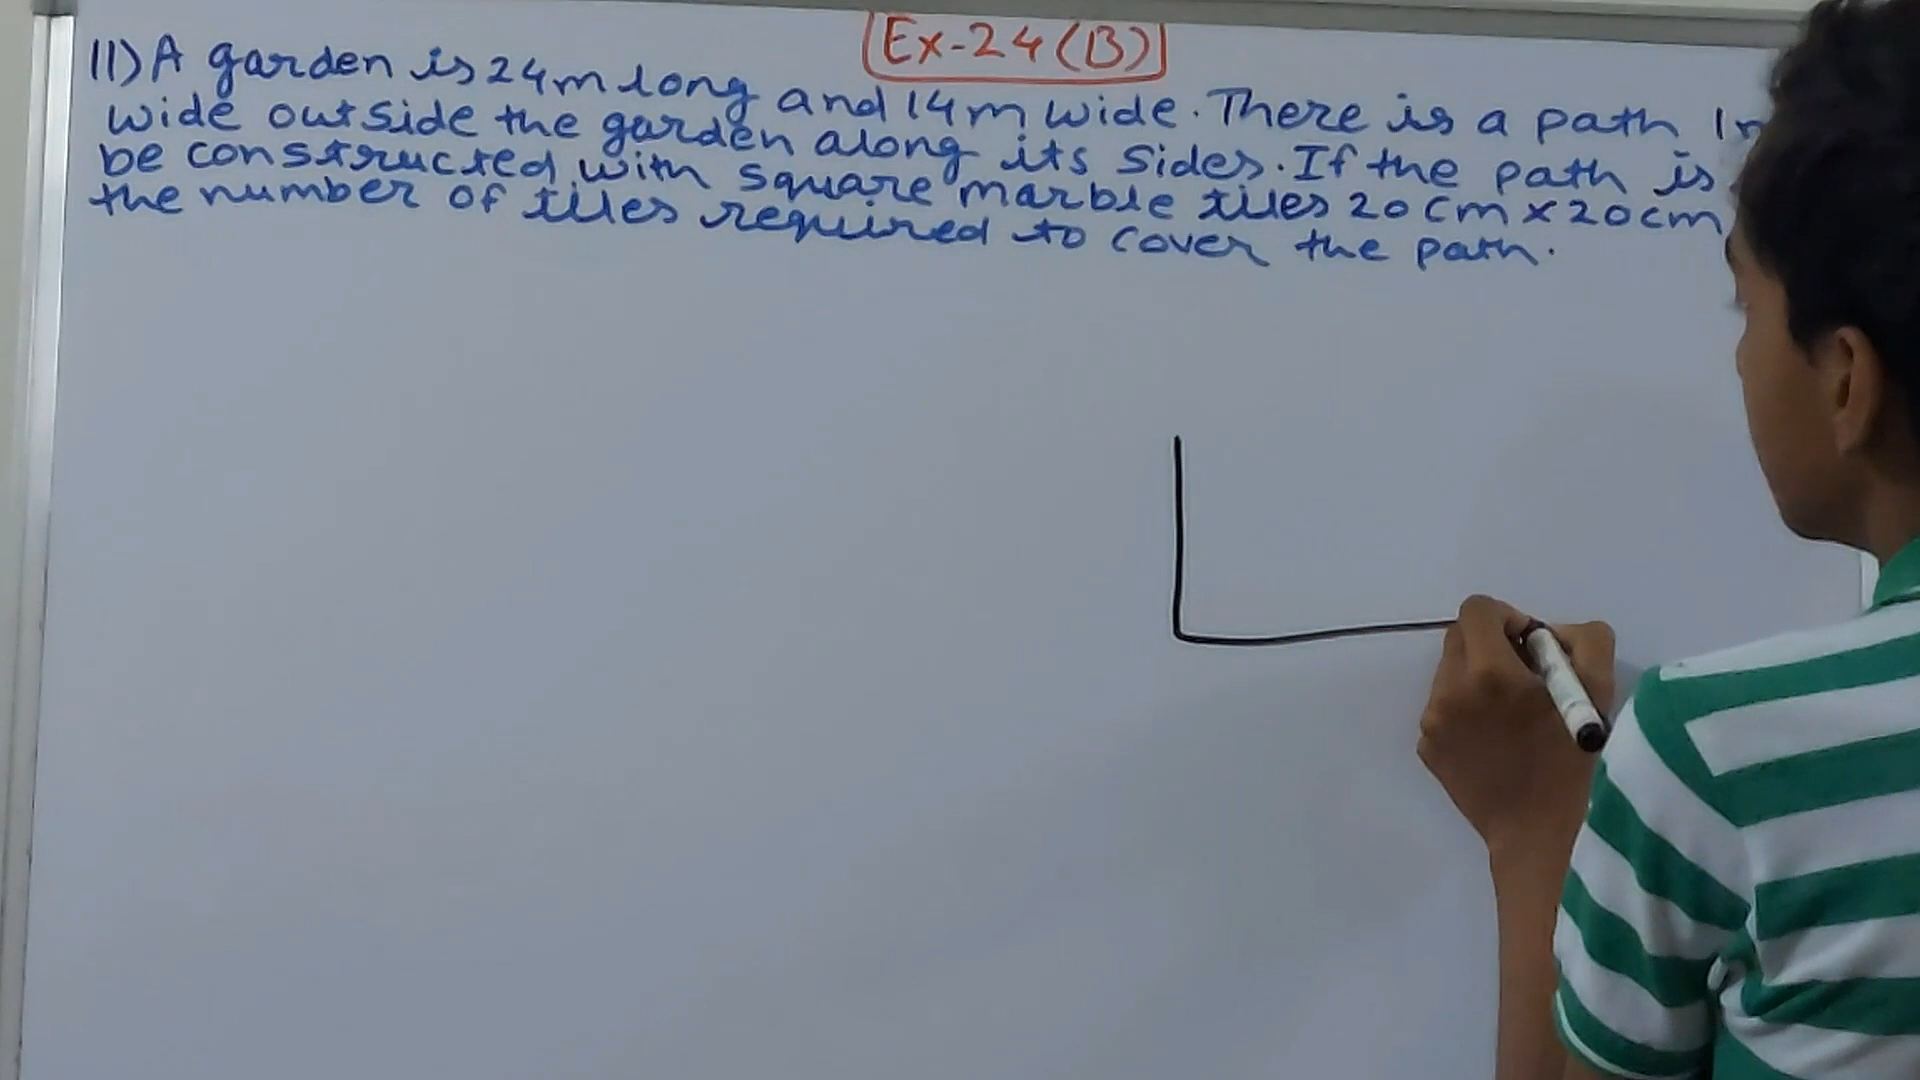 Ex-24(B)
11) A garden is 24m long and 14m wide. There is a path 1
wide outside the garden along its sides. If the path is
be constructed with square marble tiles 20cm x 20cm
the number of tiles required to cover the path.